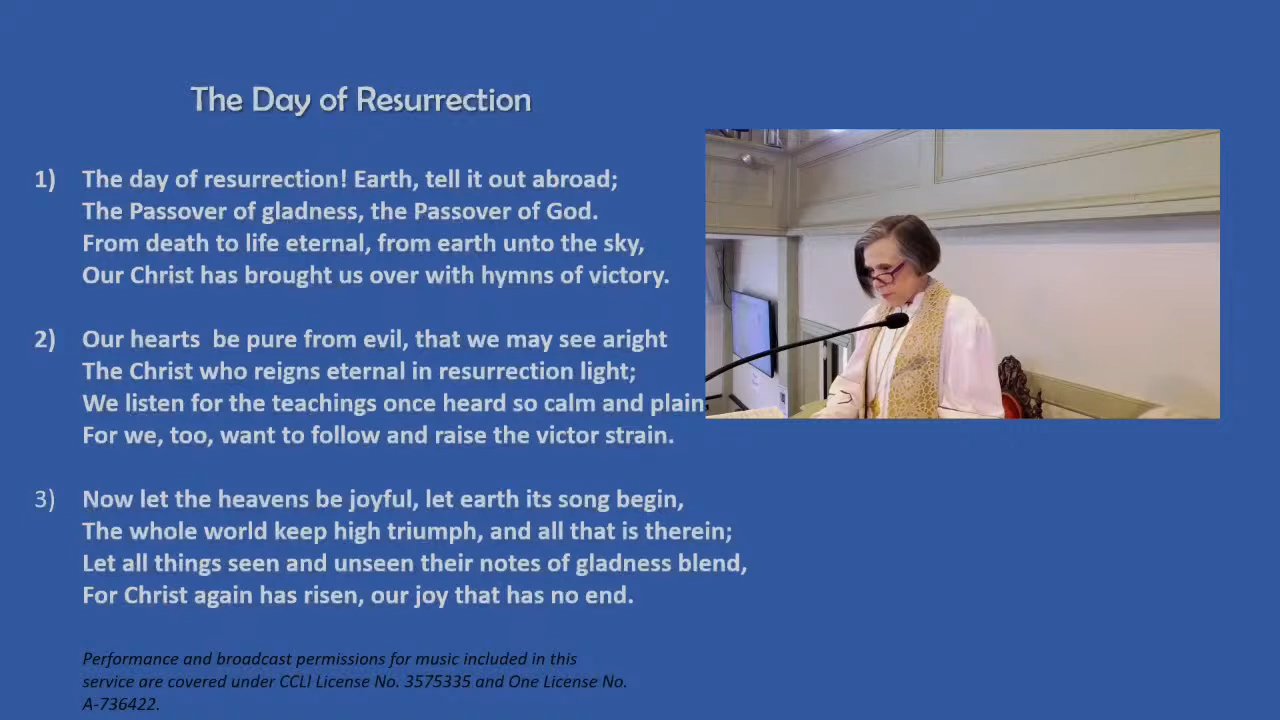 The Day of Resurrection
1) The day of resurrection! Earth, tell it out abroad;
The Passover of gladness, the Passover of God.
From death to life eternal, from earth unto the sky,
Our Christ has brought us over with hymns of victory.
2) Our hearts  be pure from evil, that we may see aright
The Christ who reigns eternal in resurrection light;
We listen for the teachings once heard so calm and plain
For we, too, want to follow and raise the victor strain.
3) Now let the heavens be joyful, let earth its song begin,
The whole world keep high triumph, and all that is therein;
Let all things seen and unseen their notes of gladness blend,
For Christ again has risen, our joy that has no end.
Performance and broadcast permissions for music included in this
service are covered under CCLI License No. 3575335 and One License No.
A-736422.